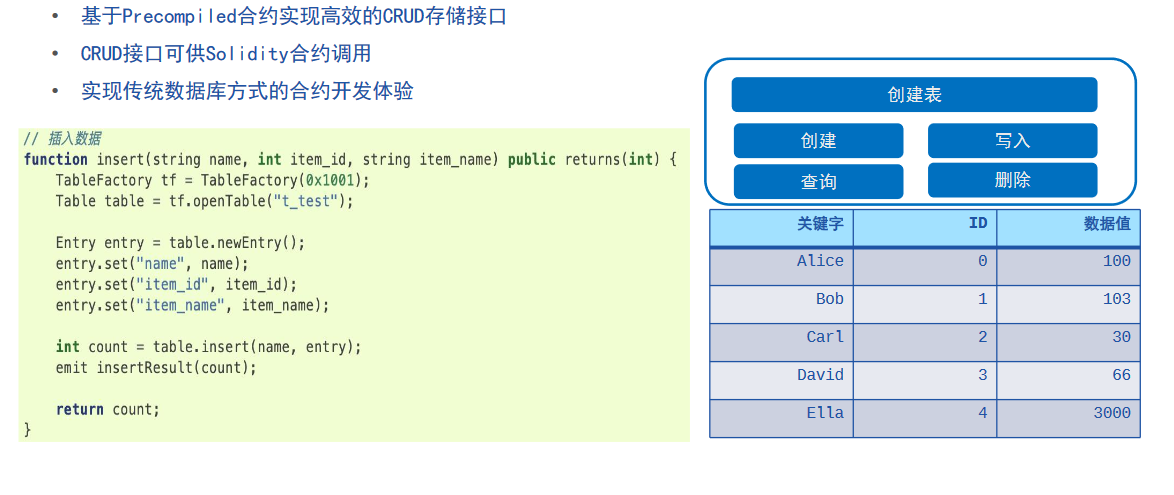 • 基于Precompiled合约实现高效的CRUD存储接口
• CRUD接口可供Solidity合约调用
• 实现传统数据库方式的合约开发体验
// 插入数据
function insert(string name, int item_id, string item_name) public returns(int) {
    TableFactory tf = TableFactory(0x1001);
    Table table = tf.openTable("t_test");

    Entry entry = table.newEntry();
    entry.set("name", name);
    entry.set("item_id", item_id);
    entry.set("item_name", item_name);

    int count = table.insert(name, entry);
    emit insertResult(count);

    return count;
}
创建表
创建 写入
查询 删除
关键字 ID 数据值
Alice 0 100
Bob 1 103
Carl 2 30
David 3 66
Ella 4 3000